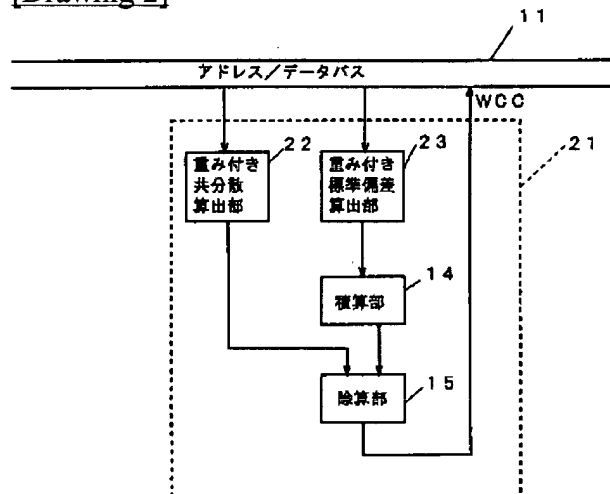 [Drawing 2]
11
アドレス／データバス
WCC
22
重み付き
共分散
算出部
23
重み付き
標準偏差
算出部
21
14
積算部
15
除算部